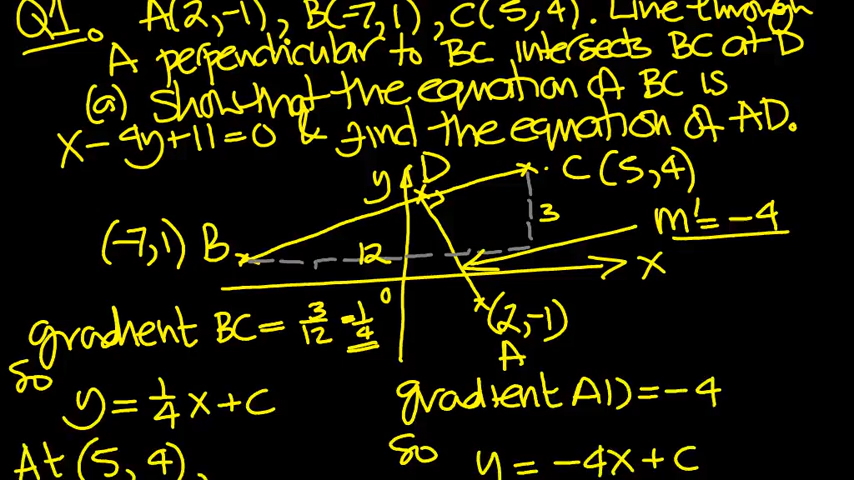 Q1. A(2,-1), B(-7,1), C(5,4). Line through
A perpendicular to BC intersects BC at D
(a) Show that the equation of BC is
x-4y+11=0 & find the equation of AD.
y D C(5,4)
3
m'=-4
(-7,1) B 12 x
0
(2,-1)
A
gradient BC = 3/12 = 1/4
So
y = 1/4 x + C
At (5,4),
gradient AD = -4
So
y = -4x + C